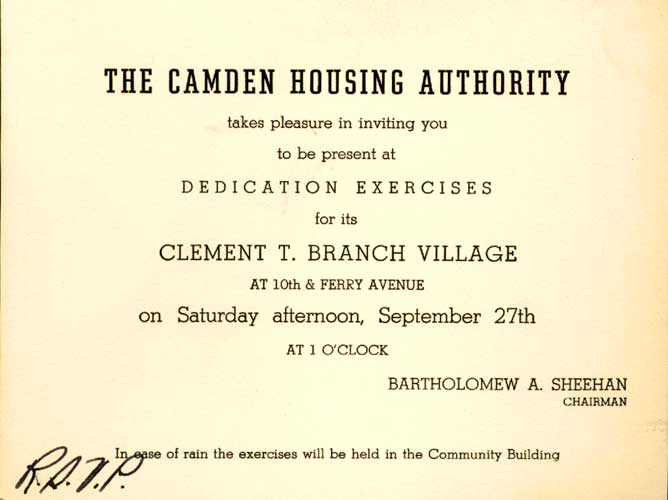 THE CAMDEN HOUSING AUTHORITY
takes pleasure in inviting you
to be present at
DEDICATION EXERCISES
for its
CLEMENT T. BRANCH VILLAGE
AT 10th & FERRY AVENUE
on Saturday afternoon, September 27th
AT 1 O'CLOCK
BARTHOLOMEW A. SHEEHAN
CHAIRMAN
In case of rain the exercises will be held in the Community Building
R.S.V.P.